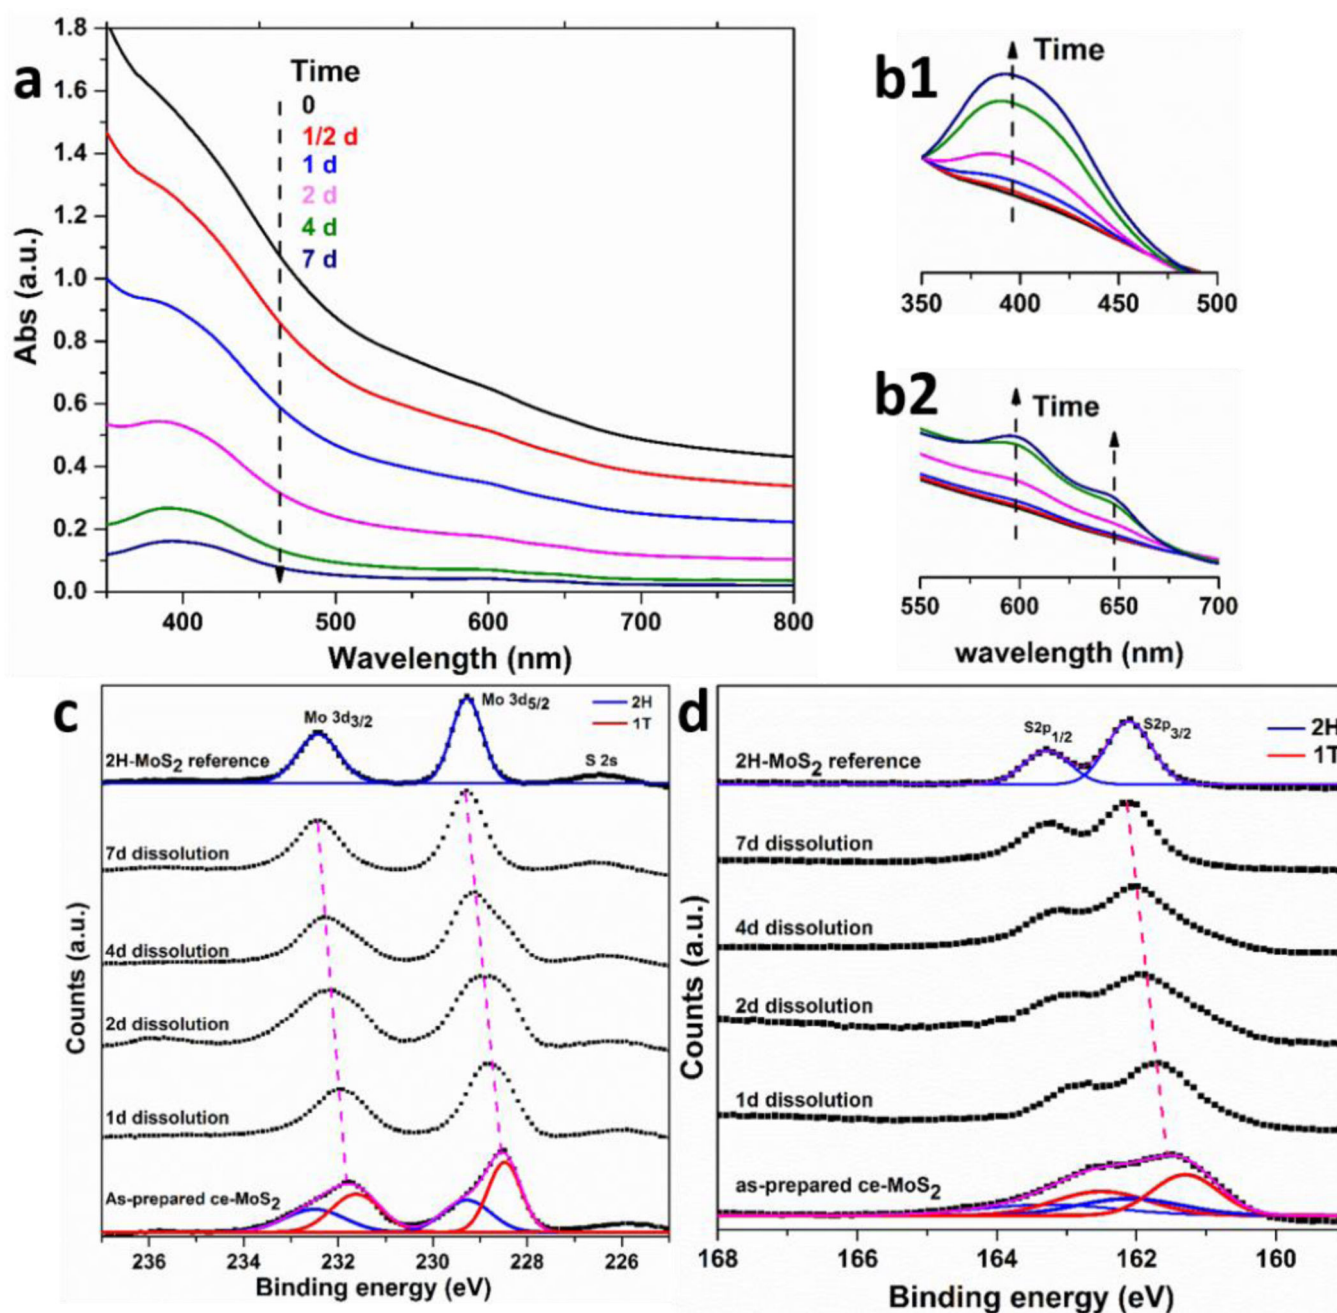 a
Time
0
1/2 d
1 d
2 d
4 d
7 d
Abs (a.u.)
1.8
1.6
1.4
1.2
1.0
0.8
0.6
0.4
0.2
0.0
400 500 600 700 800
Wavelength (nm)
b1
Time
350 400 450 500
b2
Time
550 600 650 700
wavelength (nm)
c
Mo 3d3/2
Mo 3d5/2
2H
1T
S 2s
2H-MoS2 reference
7d dissolution
4d dissolution
2d dissolution
1d dissolution
As-prepared ce-MoS2
Counts (a.u.)
236 234 232 230 228 226
Binding energy (eV)
d
S2p1/2
S2p3/2
2H
1T
2H-MoS2 reference
7d dissolution
4d dissolution
2d dissolution
1d dissolution
as-prepared ce-MoS2
Counts (a.u.)
168 166 164 162 160
Binding energy (eV)